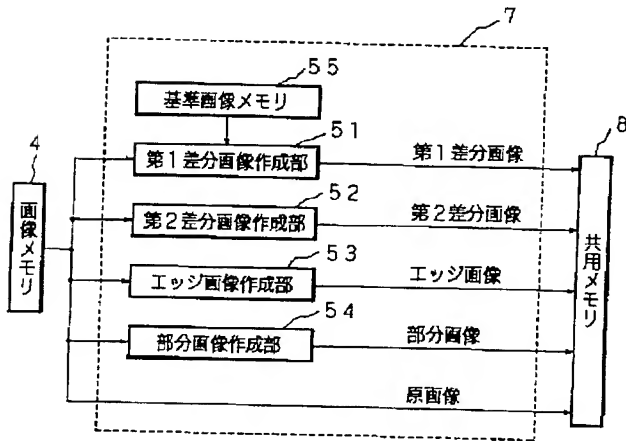 7
55
基準画像メモリ
51
第1差分画像作成部
第1差分画像
8
4
画像メモリ
52
第2差分画像作成部
第2差分画像
共用メモリ
53
エッジ画像作成部
エッジ画像
54
部分画像作成部
部分画像
原画像